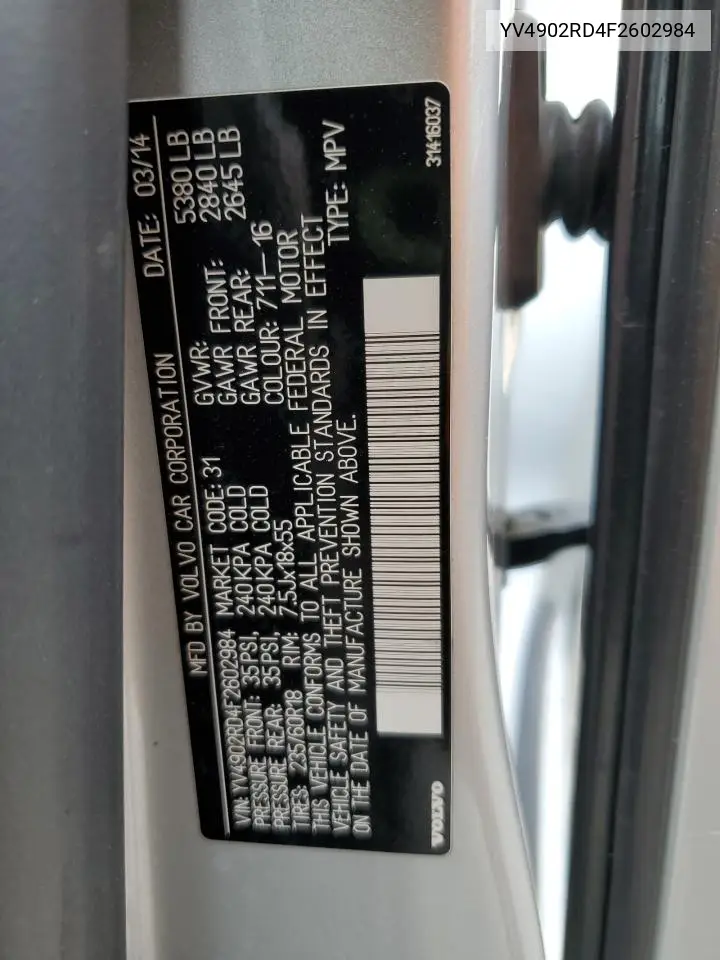 YV4902RD4F2602984
MFD BY VOLVO CAR CORPORATION DATE: 03/14
VIN: YV4902RD4F2602984 MARKET CODE: 31 GVWR: 5380 LB
PRESSURE FRONT: 35PSI, 240KPA COLD GAWR FRONT: 2840 LB
PRESSURE REAR: 35PSI, 240KPA COLD GAWR REAR: 2645 LB
TIRES: 235/60R18 RIM: 7.5Jx18x55 COLOUR: 711-16
THIS VEHICLE CONFORMS TO ALL APPLICABLE FEDERAL MOTOR
VEHICLE SAFETY AND THEFT PREVENTION STANDARDS IN EFFECT
ON THE DATE OF MANUFACTURE SHOWN ABOVE. TYPE: MPV
VOLVO 31416037